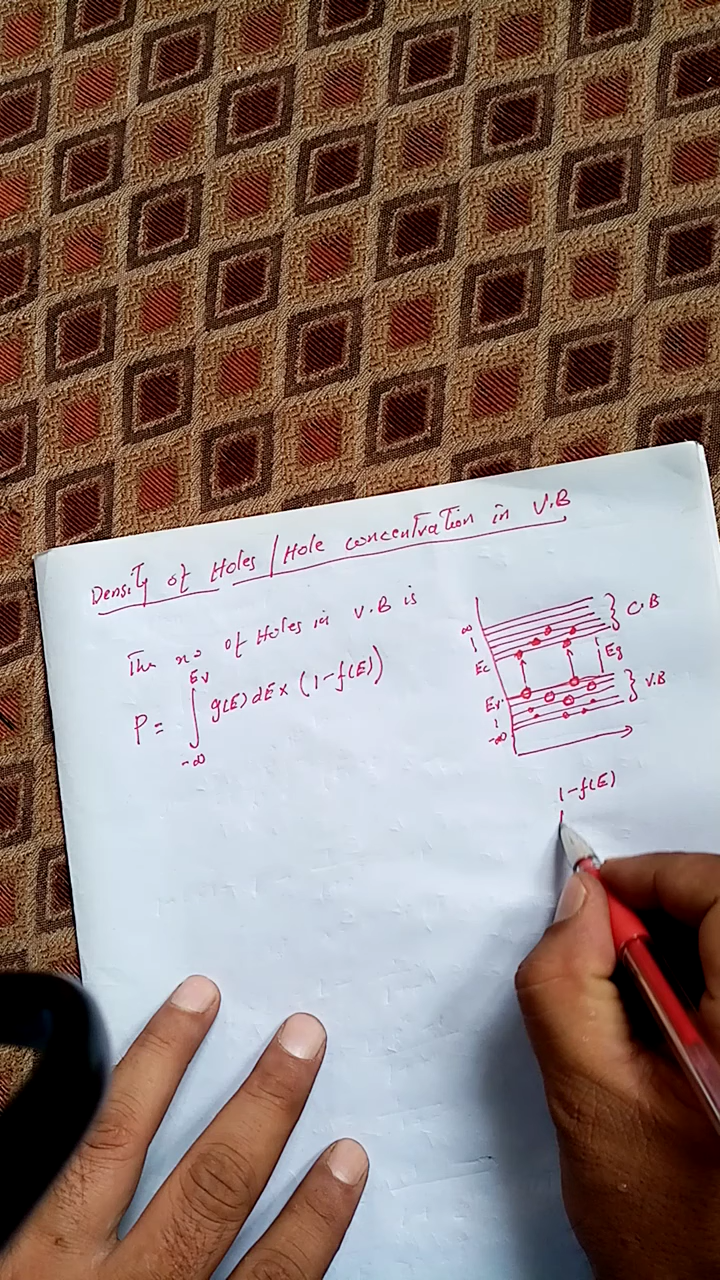 Density of Holes / Hole concentration in V.B
The no of Holes in V.B is
Ev
P = ∫ g(E) dE × (1-f(E))
-∞
∞
} C.B
Ec
Eg
Ev
} V.B
-∞
1-f(E)